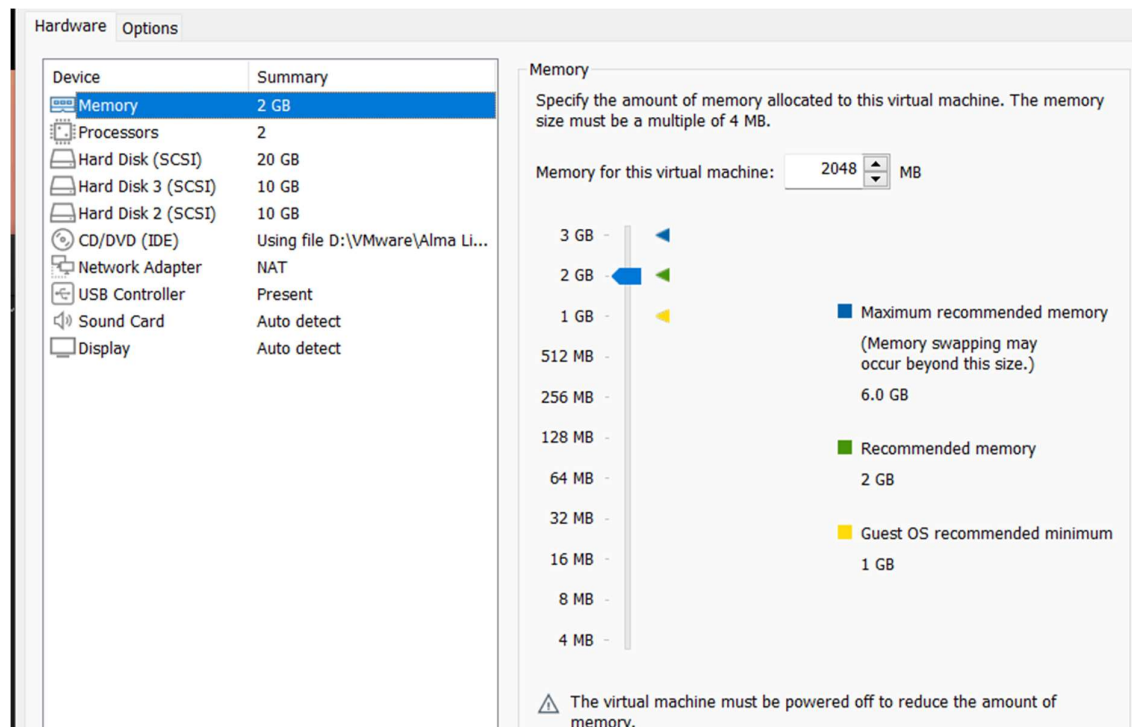 Hardware Options
Device Summary
Memory 2 GB
Processors 2
Hard Disk (SCSI) 20 GB
Hard Disk 3 (SCSI) 10 GB
Hard Disk 2 (SCSI) 10 GB
CD/DVD (IDE) Using file D:\VMware\Alma Li...
Network Adapter NAT
USB Controller Present
Sound Card Auto detect
Display Auto detect
Memory
Specify the amount of memory allocated to this virtual machine. The memory
size must be a multiple of 4 MB.
Memory for this virtual machine: 2048 MB
3 GB
2 GB
1 GB
512 MB
256 MB
128 MB
64 MB
32 MB
16 MB
8 MB
4 MB
Maximum recommended memory
(Memory swapping may
occur beyond this size.)
6.0 GB
Recommended memory
2 GB
Guest OS recommended minimum
1 GB
The virtual machine must be powered off to reduce the amount of
memory.